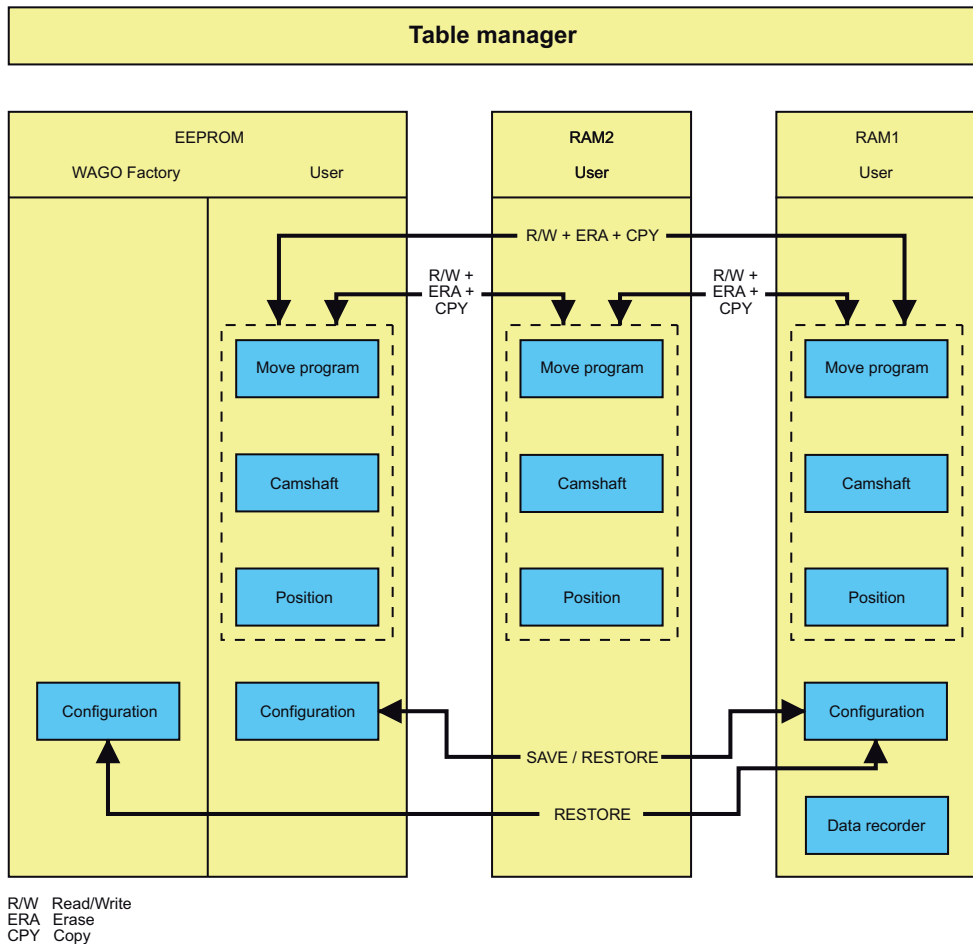 Table manager
EEPROM
WAGO Factory
User
RAM2
User
RAM1
User
R/W + ERA + CPY
R/W +
ERA +
CPY
R/W +
ERA +
CPY
Move program
Move program
Move program
Camshaft
Camshaft
Camshaft
Position
Position
Position
Configuration
Configuration
Configuration
SAVE / RESTORE
RESTORE
Data recorder
R/W Read/Write
ERA Erase
CPY Copy